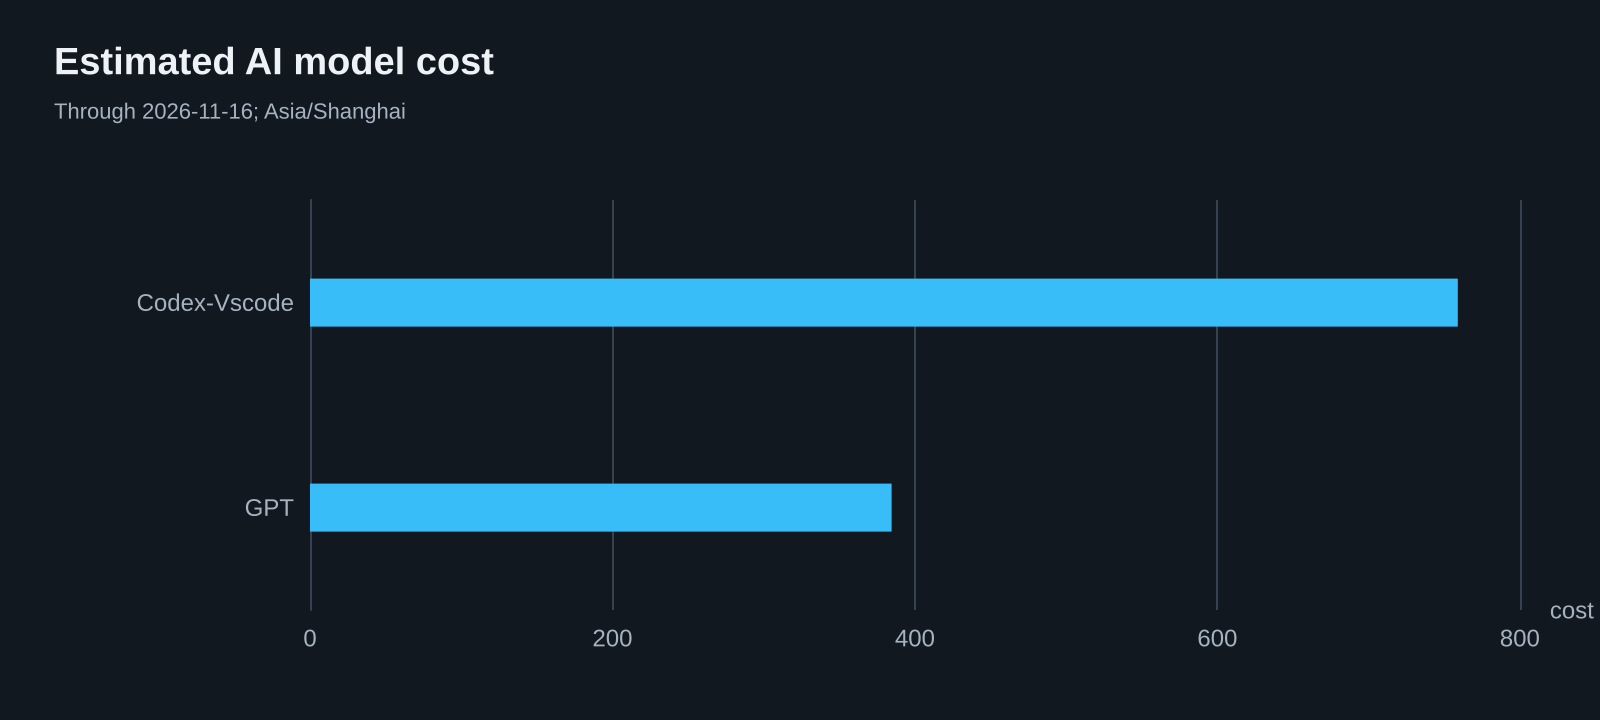 Estimated AI model cost
Through 2026-11-16; Asia/Shanghai
Codex-Vscode
GPT
cost
0 200 400 600 800